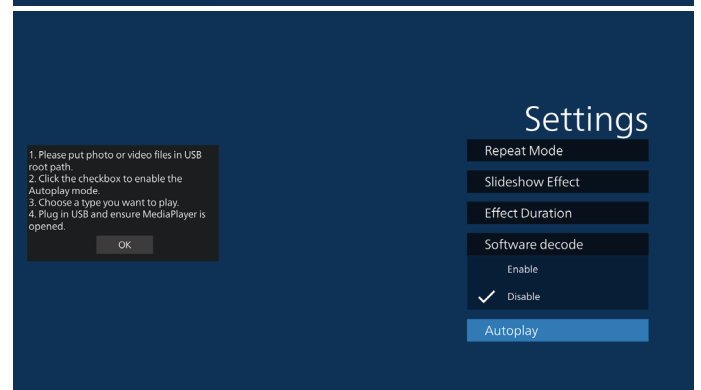 Settings
1. Please put photo or video files in USB
root path.
2. Click the checkbox to enable the
Autoplay mode.
3. Choose a type you want to play.
4. Plug in USB and ensure MediaPlayer is
opened.
OK
Repeat Mode
Slideshow Effect
Effect Duration
Software decode
Enable
Disable
Autoplay